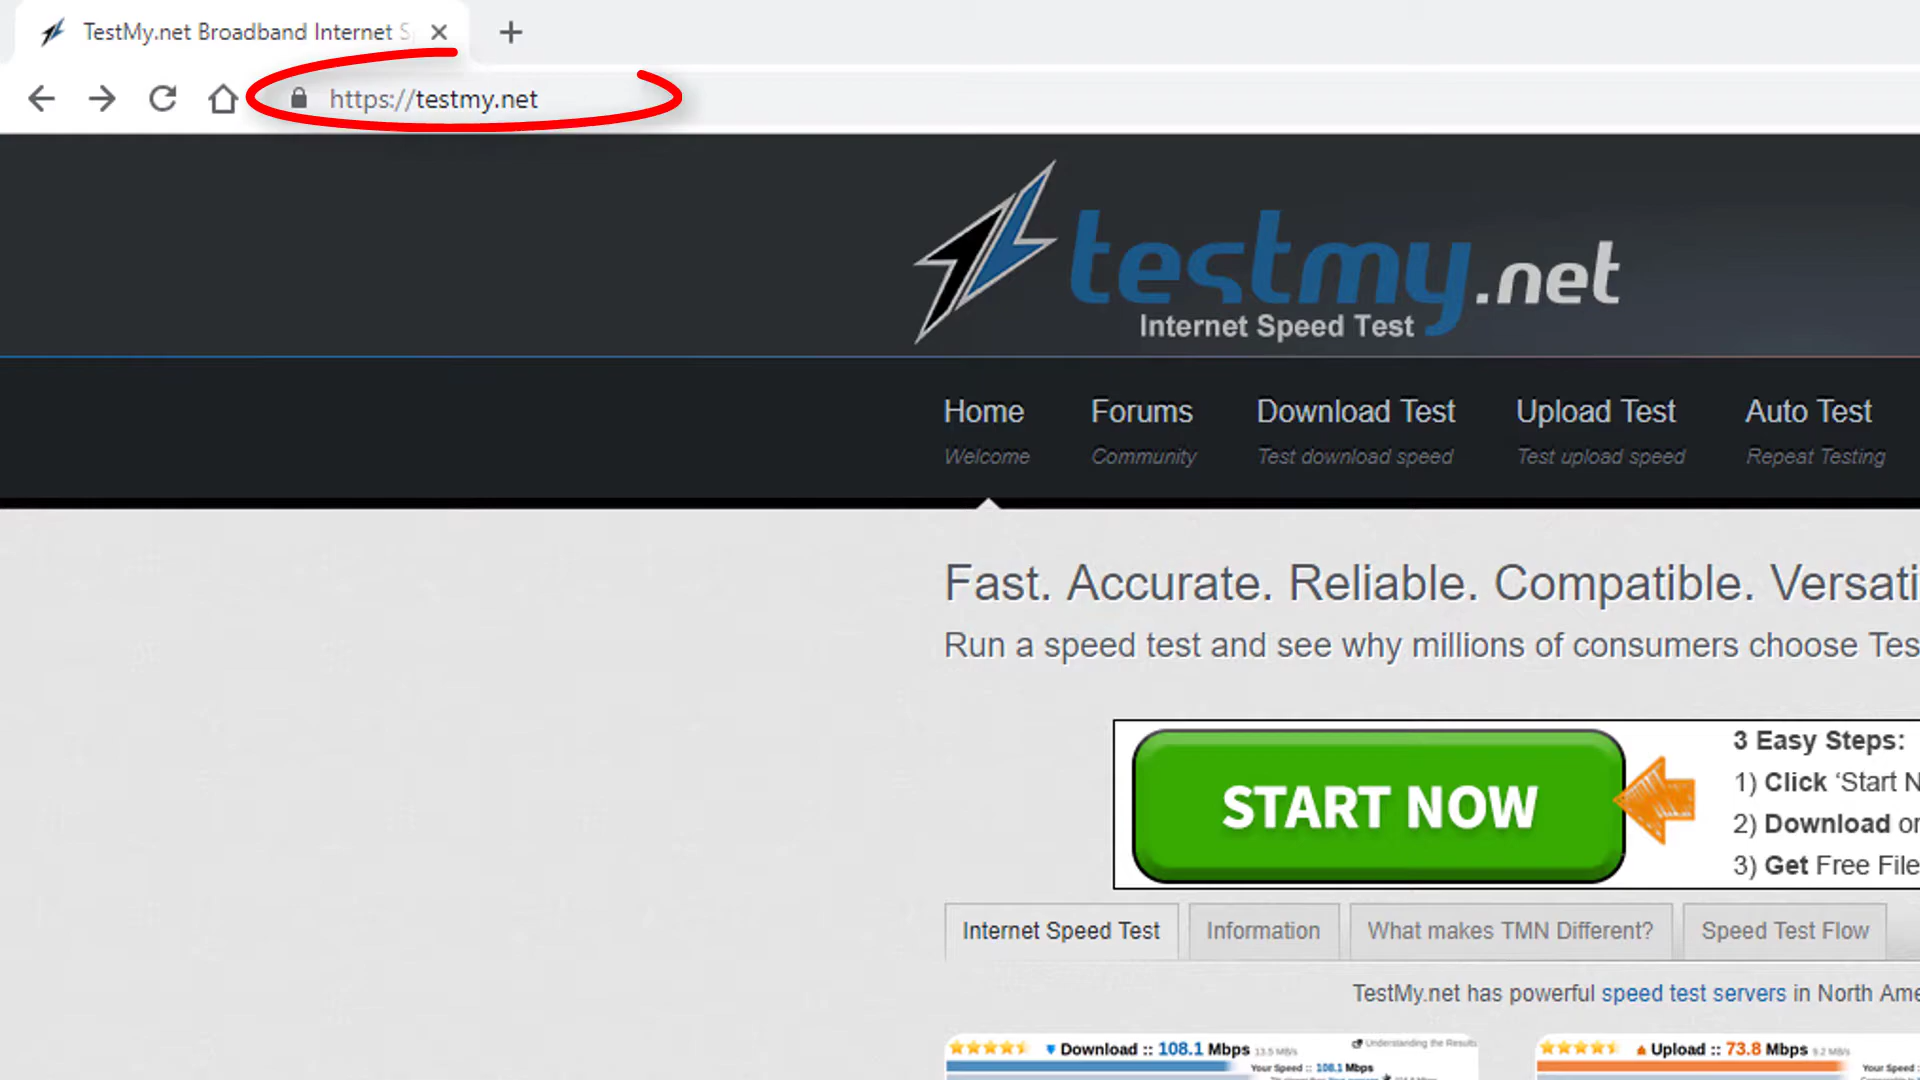 TestMy.net Broadband Internet S
https://testmy.net
testmy.net
Internet Speed Test
Home
Forums
Download Test
Upload Test
Auto Test
Welcome
Community
Test download speed
Test upload speed
Repeat Testing
Fast. Accurate. Reliable. Compatible. Versati
Run a speed test and see why millions of consumers choose Tes
START NOW
3 Easy Steps:
1) Click ‘Start N
2) Download or
3) Get Free File
Internet Speed Test
Information
What makes TMN Different?
Speed Test Flow
TestMy.net has powerful speed test servers in North Ame
Download :: 108.1 Mbps 13.5 MB/s
Understanding the Results
Your Speed :: 108.1 Mbps
Upload :: 73.8 Mbps 9.2 MB/s
Your Speed ::